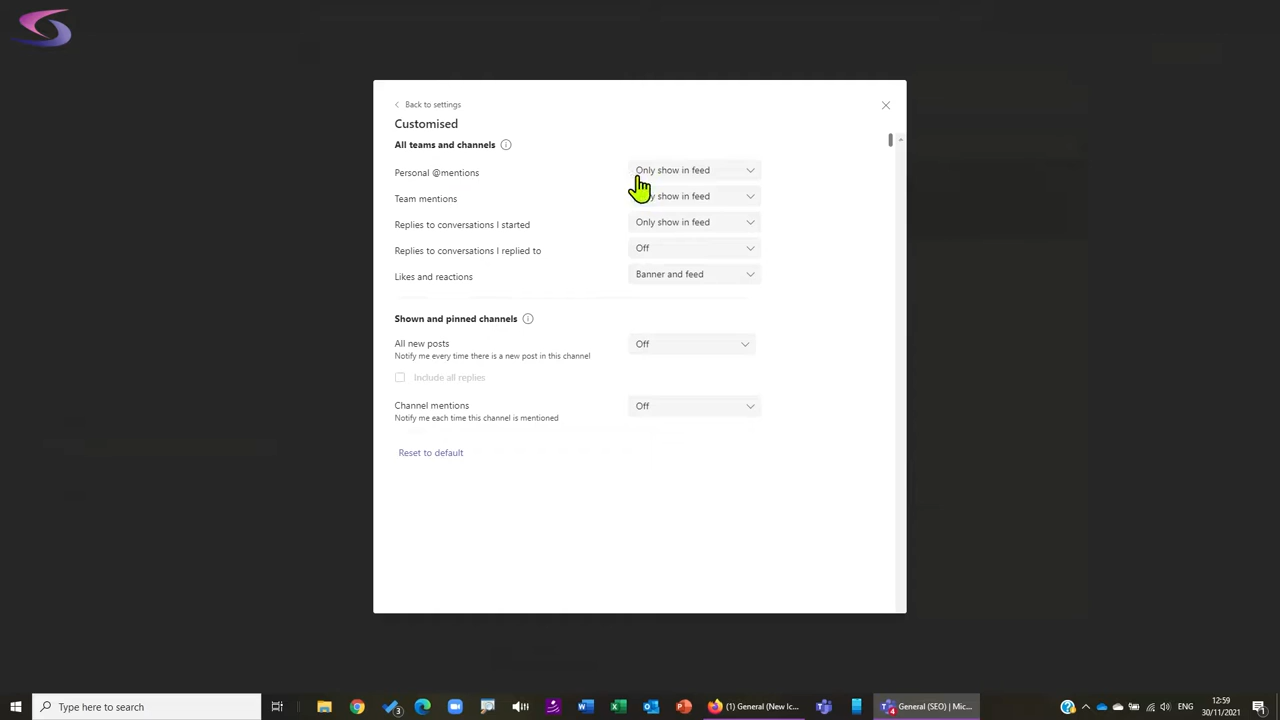 Back to settings
Customised
All teams and channels
Personal @mentions
Only show in feed
Team mentions
show in feed
Replies to conversations I started
Only show in feed
Replies to conversations I replied to
Off
Likes and reactions
Banner and feed
Shown and pinned channels
All new posts
Off
Notify me every time there is a new post in this channel
Include all replies
Channel mentions
Off
Notify me each time this channel is mentioned
Reset to default
Type here to search
3
(1) General (New Ic...
4
General (SEO) | Mic...
ENG
12:59
30/11/2021